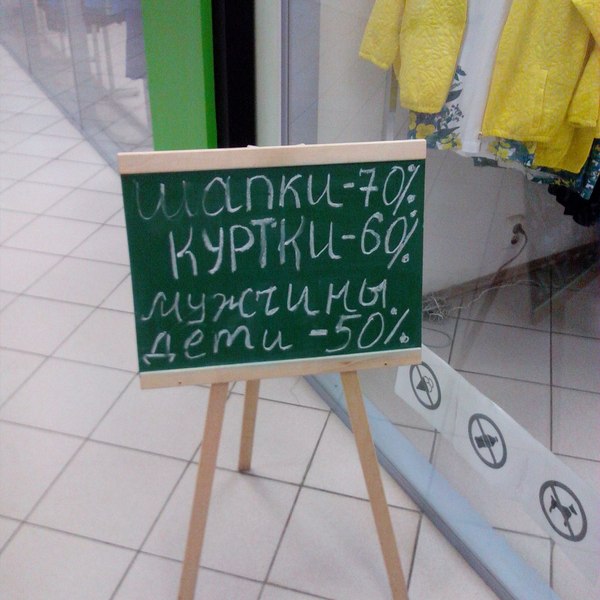 шапки-70%
КУРТКИ-60%
мужчины
дети -50%